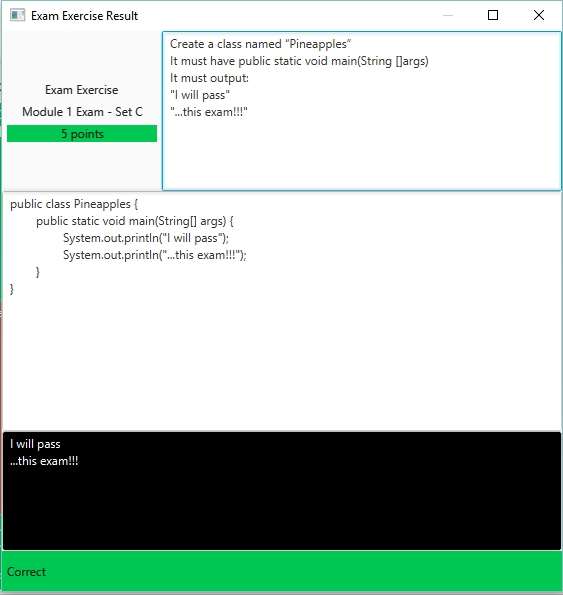 Exam Exercise Result
Exam Exercise
Module 1 Exam - Set C
5 points
Create a class named “Pineapples”
It must have public static void main(String []args)
It must output:
"I will pass"
"...this exam!!!"
public class Pineapples {
public static void main(String[] args) {
System.out.println("I will pass");
System.out.println("...this exam!!!");
}
}
I will pass
...this exam!!!
Correct